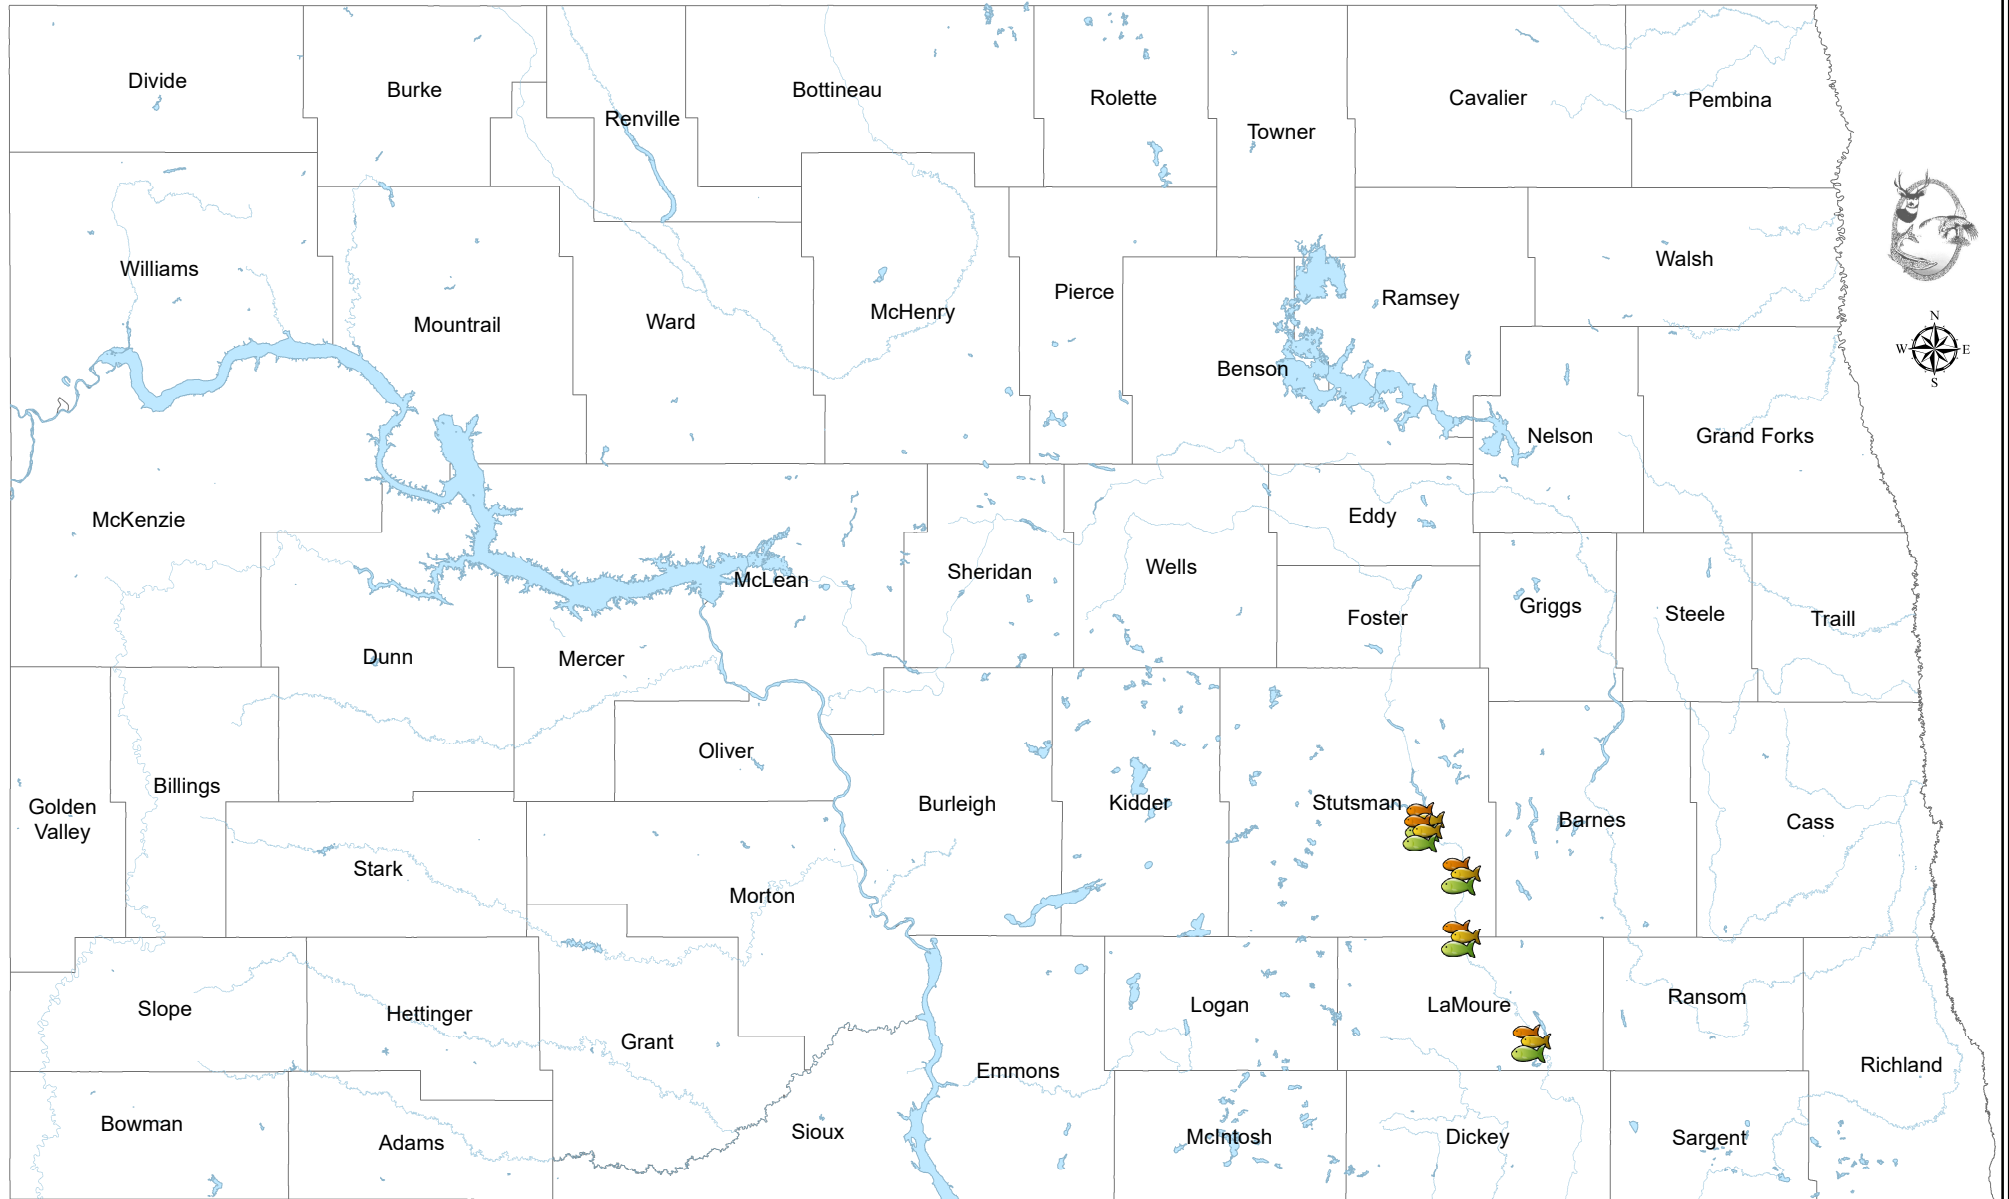 Divide
Burke
Renville
Bottineau
Rolette
Towner
Cavalier
Pembina
Williams
Mountrail
Ward
McHenry
Pierce
Benson
Ramsey
Walsh
N
W
E
S
Nelson
Grand Forks
McKenzie
Eddy
McLean
Sheridan
Wells
Foster
Griggs
Steele
Traill
Dunn
Mercer
Oliver
Billings
Golden
Valley
Burleigh
Kidder
Stutsman
Barnes
Cass
Stark
Morton
Slope
Hettinger
Grant
Logan
LaMoure
Ransom
Emmons
Richland
Bowman
Adams
Sioux
McIntosh
Dickey
Sargent